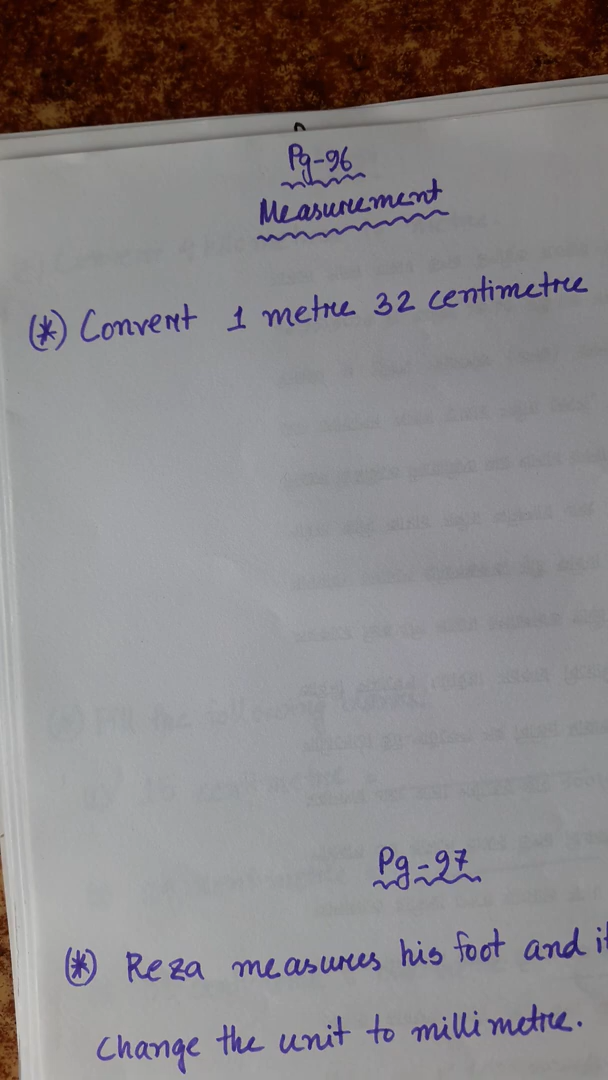 Pg-96
Measurement
(*) Convert 1 metre 32 centimetre
Pg-97
(*) Reza measures his foot and it
change the unit to millimetre.